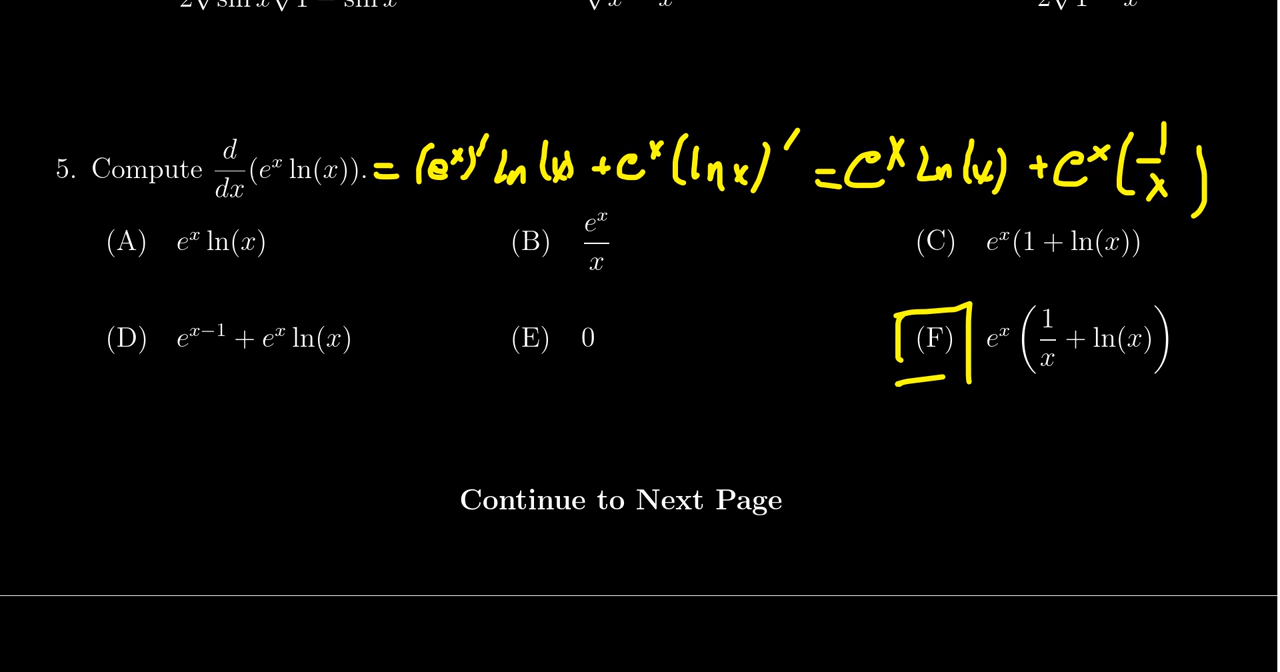 5. Compute d/dx (e^x ln(x)). = (e^x)' ln(x) + e^x (ln x)' = e^x ln(x) + e^x (1/x)
(A) e^x ln(x) (B) e^x/x (C) e^x(1 + ln(x))
(D) e^{x−1} + e^x ln(x) (E) 0 (F) e^x (1/x + ln(x))
Continue to Next Page